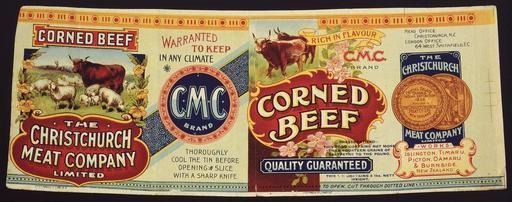 CORNED BEEF
THE
CHRISTCHURCH
MEAT COMPANY
LIMITED
WARRANTED
TO KEEP
IN ANY CLIMATE
C.M.C.
BRAND
THOROUGHLY
COOL THE TIN BEFORE
OPENING & SLICE
WITH A SHARP KNIFE
RICH IN FLAVOUR
C.M.C.
BRAND
CORNED
BEEF
QUALITY GUARANTEED
TO OPEN, CUT THROUGH DOTTED LINE
HEAD OFFICE
CHRISTCHURCH, N.Z.
LONDON OFFICE
64 WEST SMITHFIELD, E.C.
THE
CHRISTCHURCH
MEAT COMPANY
LIMITED
WORKS
ISLINGTON, TIMARU,
PICTON, OAMARU,
& BURNSIDE,
NEW ZEALAND